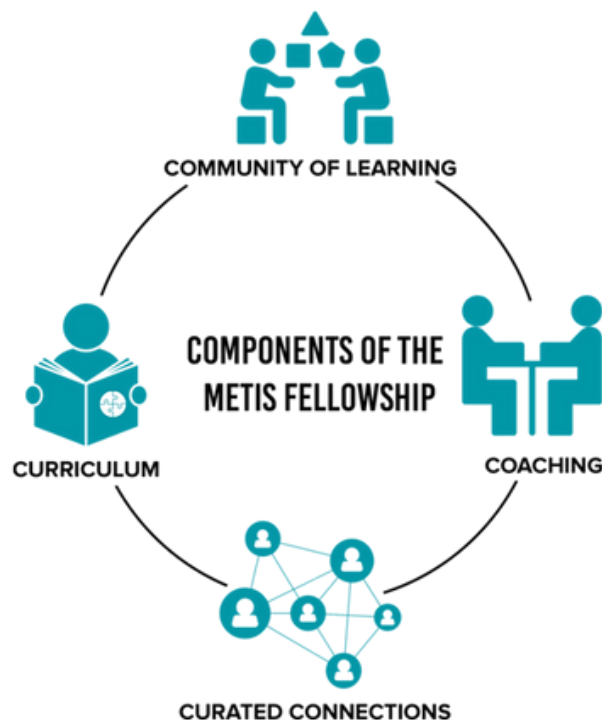 COMMUNITY OF LEARNING
COMPONENTS OF THE
METIS FELLOWSHIP
CURRICULUM
COACHING
CURATED CONNECTIONS